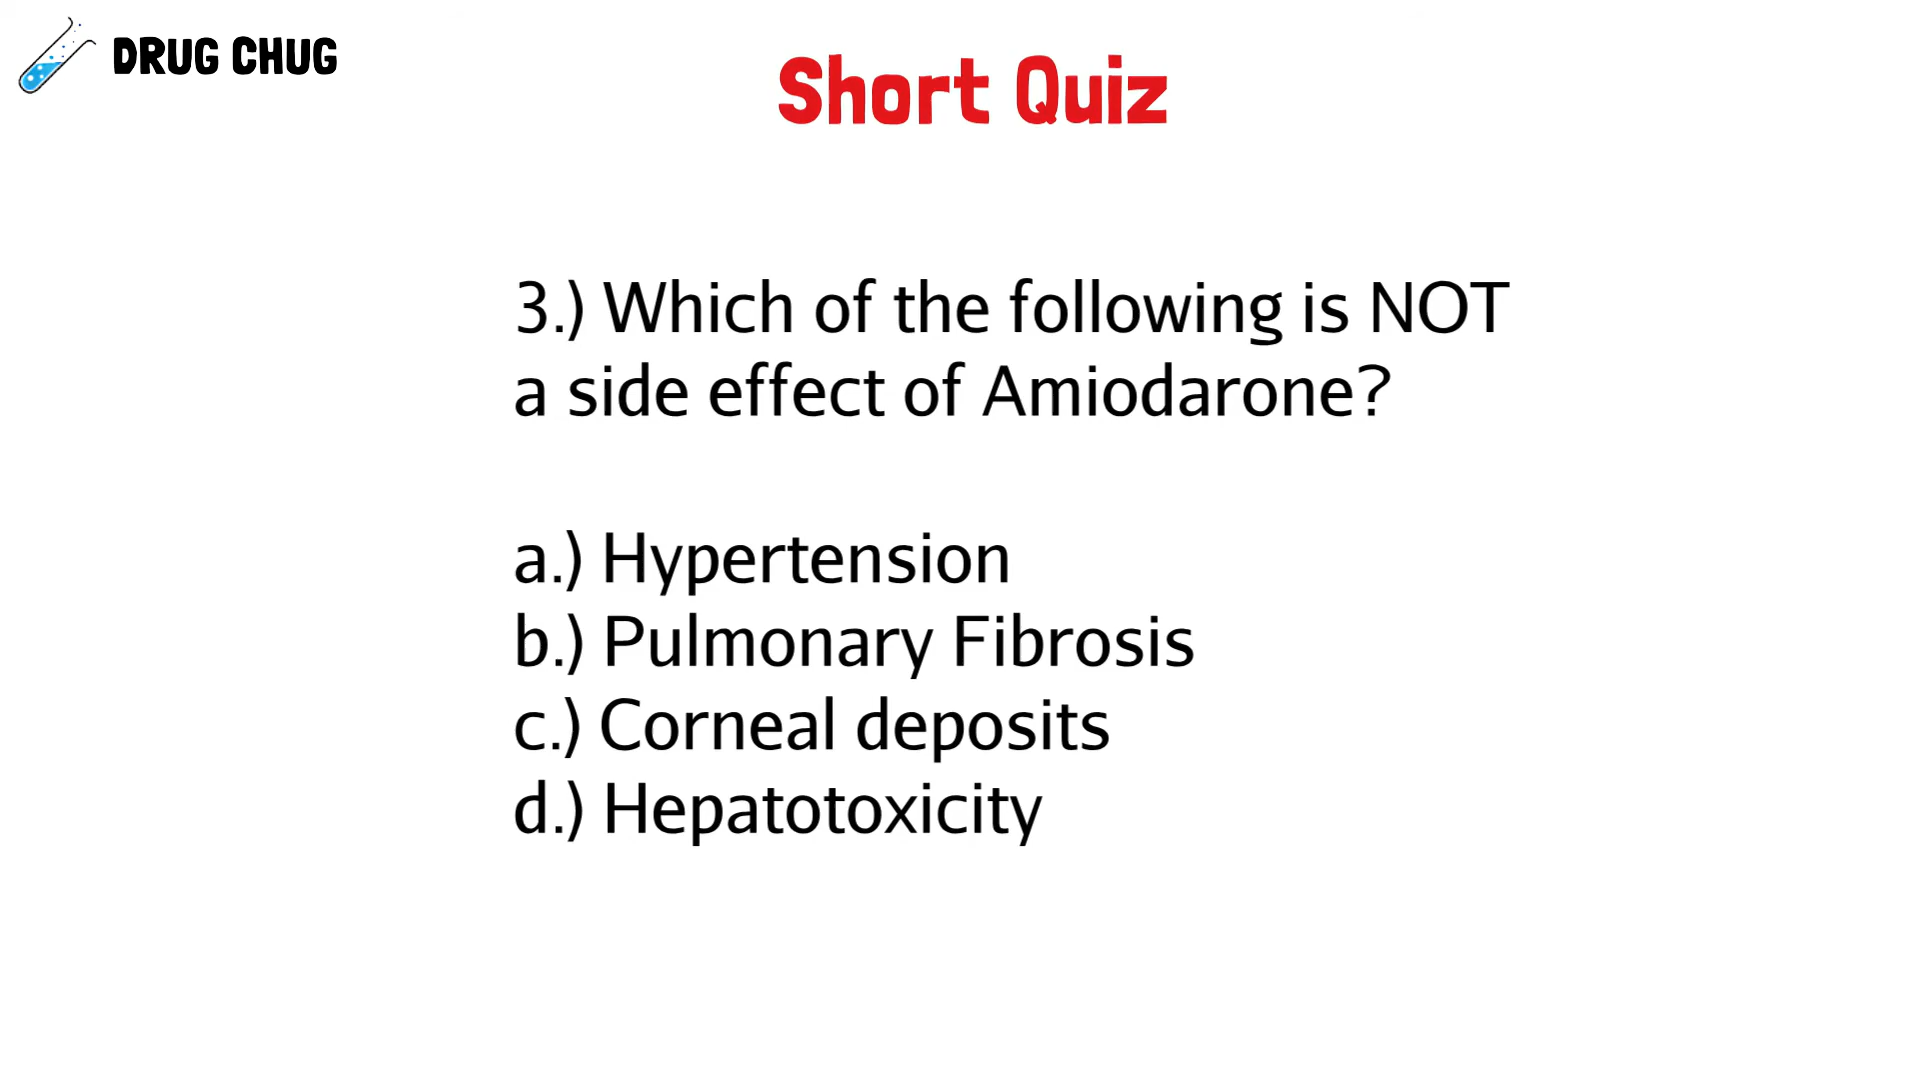 DRUG CHUG
Short Quiz
3.) Which of the following is NOT
a side effect of Amiodarone?
a.) Hypertension
b.) Pulmonary Fibrosis
c.) Corneal deposits
d.) Hepatotoxicity